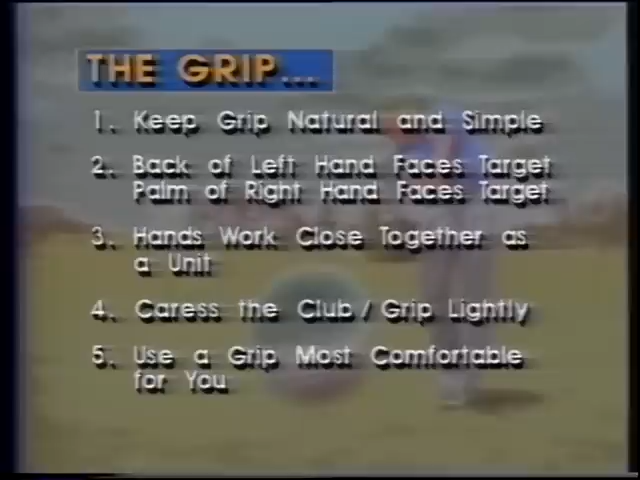 THE GRIP...
1. Keep Grip Natural and Simple
2. Back of Left Hand Faces Target
Palm of Right Hand Faces Target
3. Hands Work Close Together as
a Unit
4. Caress the Club/Grip Lightly
5. Use a Grip Most Comfortable
for You